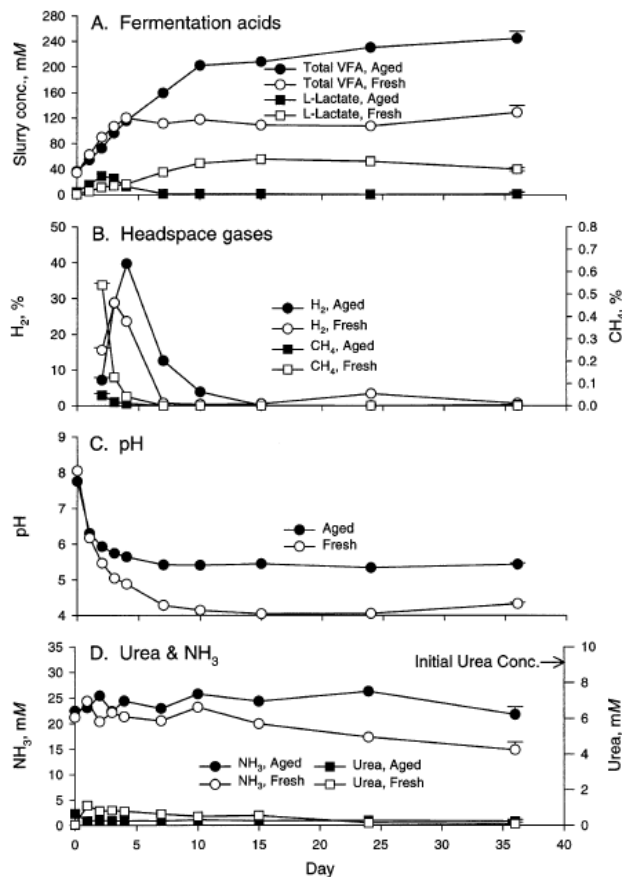 A. Fermentation acids
280
240
200
160
120
80
40
0
Slurry conc., mM
Total VFA, Aged
Total VFA, Fresh
L-Lactate, Aged
L-Lactate, Fresh
B. Headspace gases
50
40
30
20
10
0
H2, %
0.8
0.7
0.6
0.5
0.4
0.3
0.2
0.1
0.0
CH4, %
H2, Aged
H2, Fresh
CH4, Aged
CH4, Fresh
C. pH
9
8
7
6
5
4
pH
Aged
Fresh
D. Urea & NH3
35
30
25
20
15
10
5
0
NH3, mM
Initial Urea Conc.
10
8
6
4
2
0
Urea, mM
NH3, Aged Urea, Aged
NH3, Fresh Urea, Fresh
0 5 10 15 20 25 30 35 40
Day